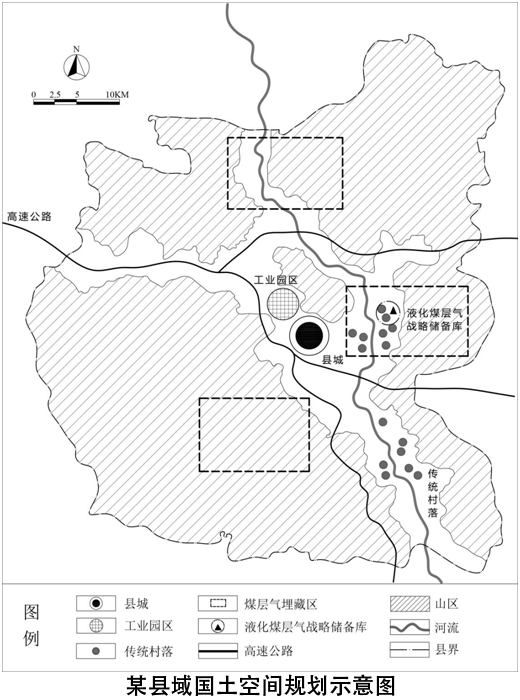 N
0 2.5 5 10KM
高速公路
工业园区
液化煤层气
战略储备库
县城
传统村落
图例
县城
煤层气埋藏区
山区
工业园区
液化煤层气战略储备库
河流
传统村落
高速公路
县界
某县域国土空间规划示意图